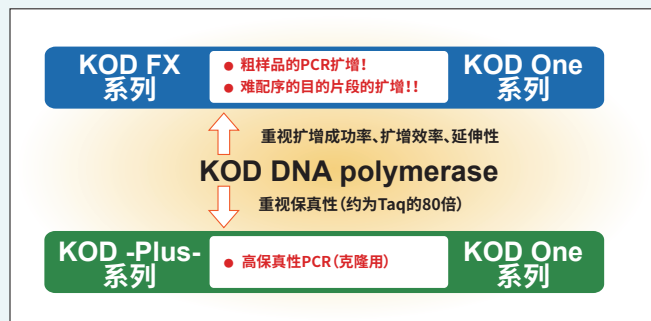 KOD FX
系列
● 粗样品的PCR扩增!
● 难配序的目的片段的扩增!!
KOD One
系列
重视扩增成功率、扩增效率、延伸性
KOD DNA polymerase
重视保真性(约为Taq的80倍)
KOD -Plus-
系列
● 高保真性PCR(克隆用)
KOD One
系列